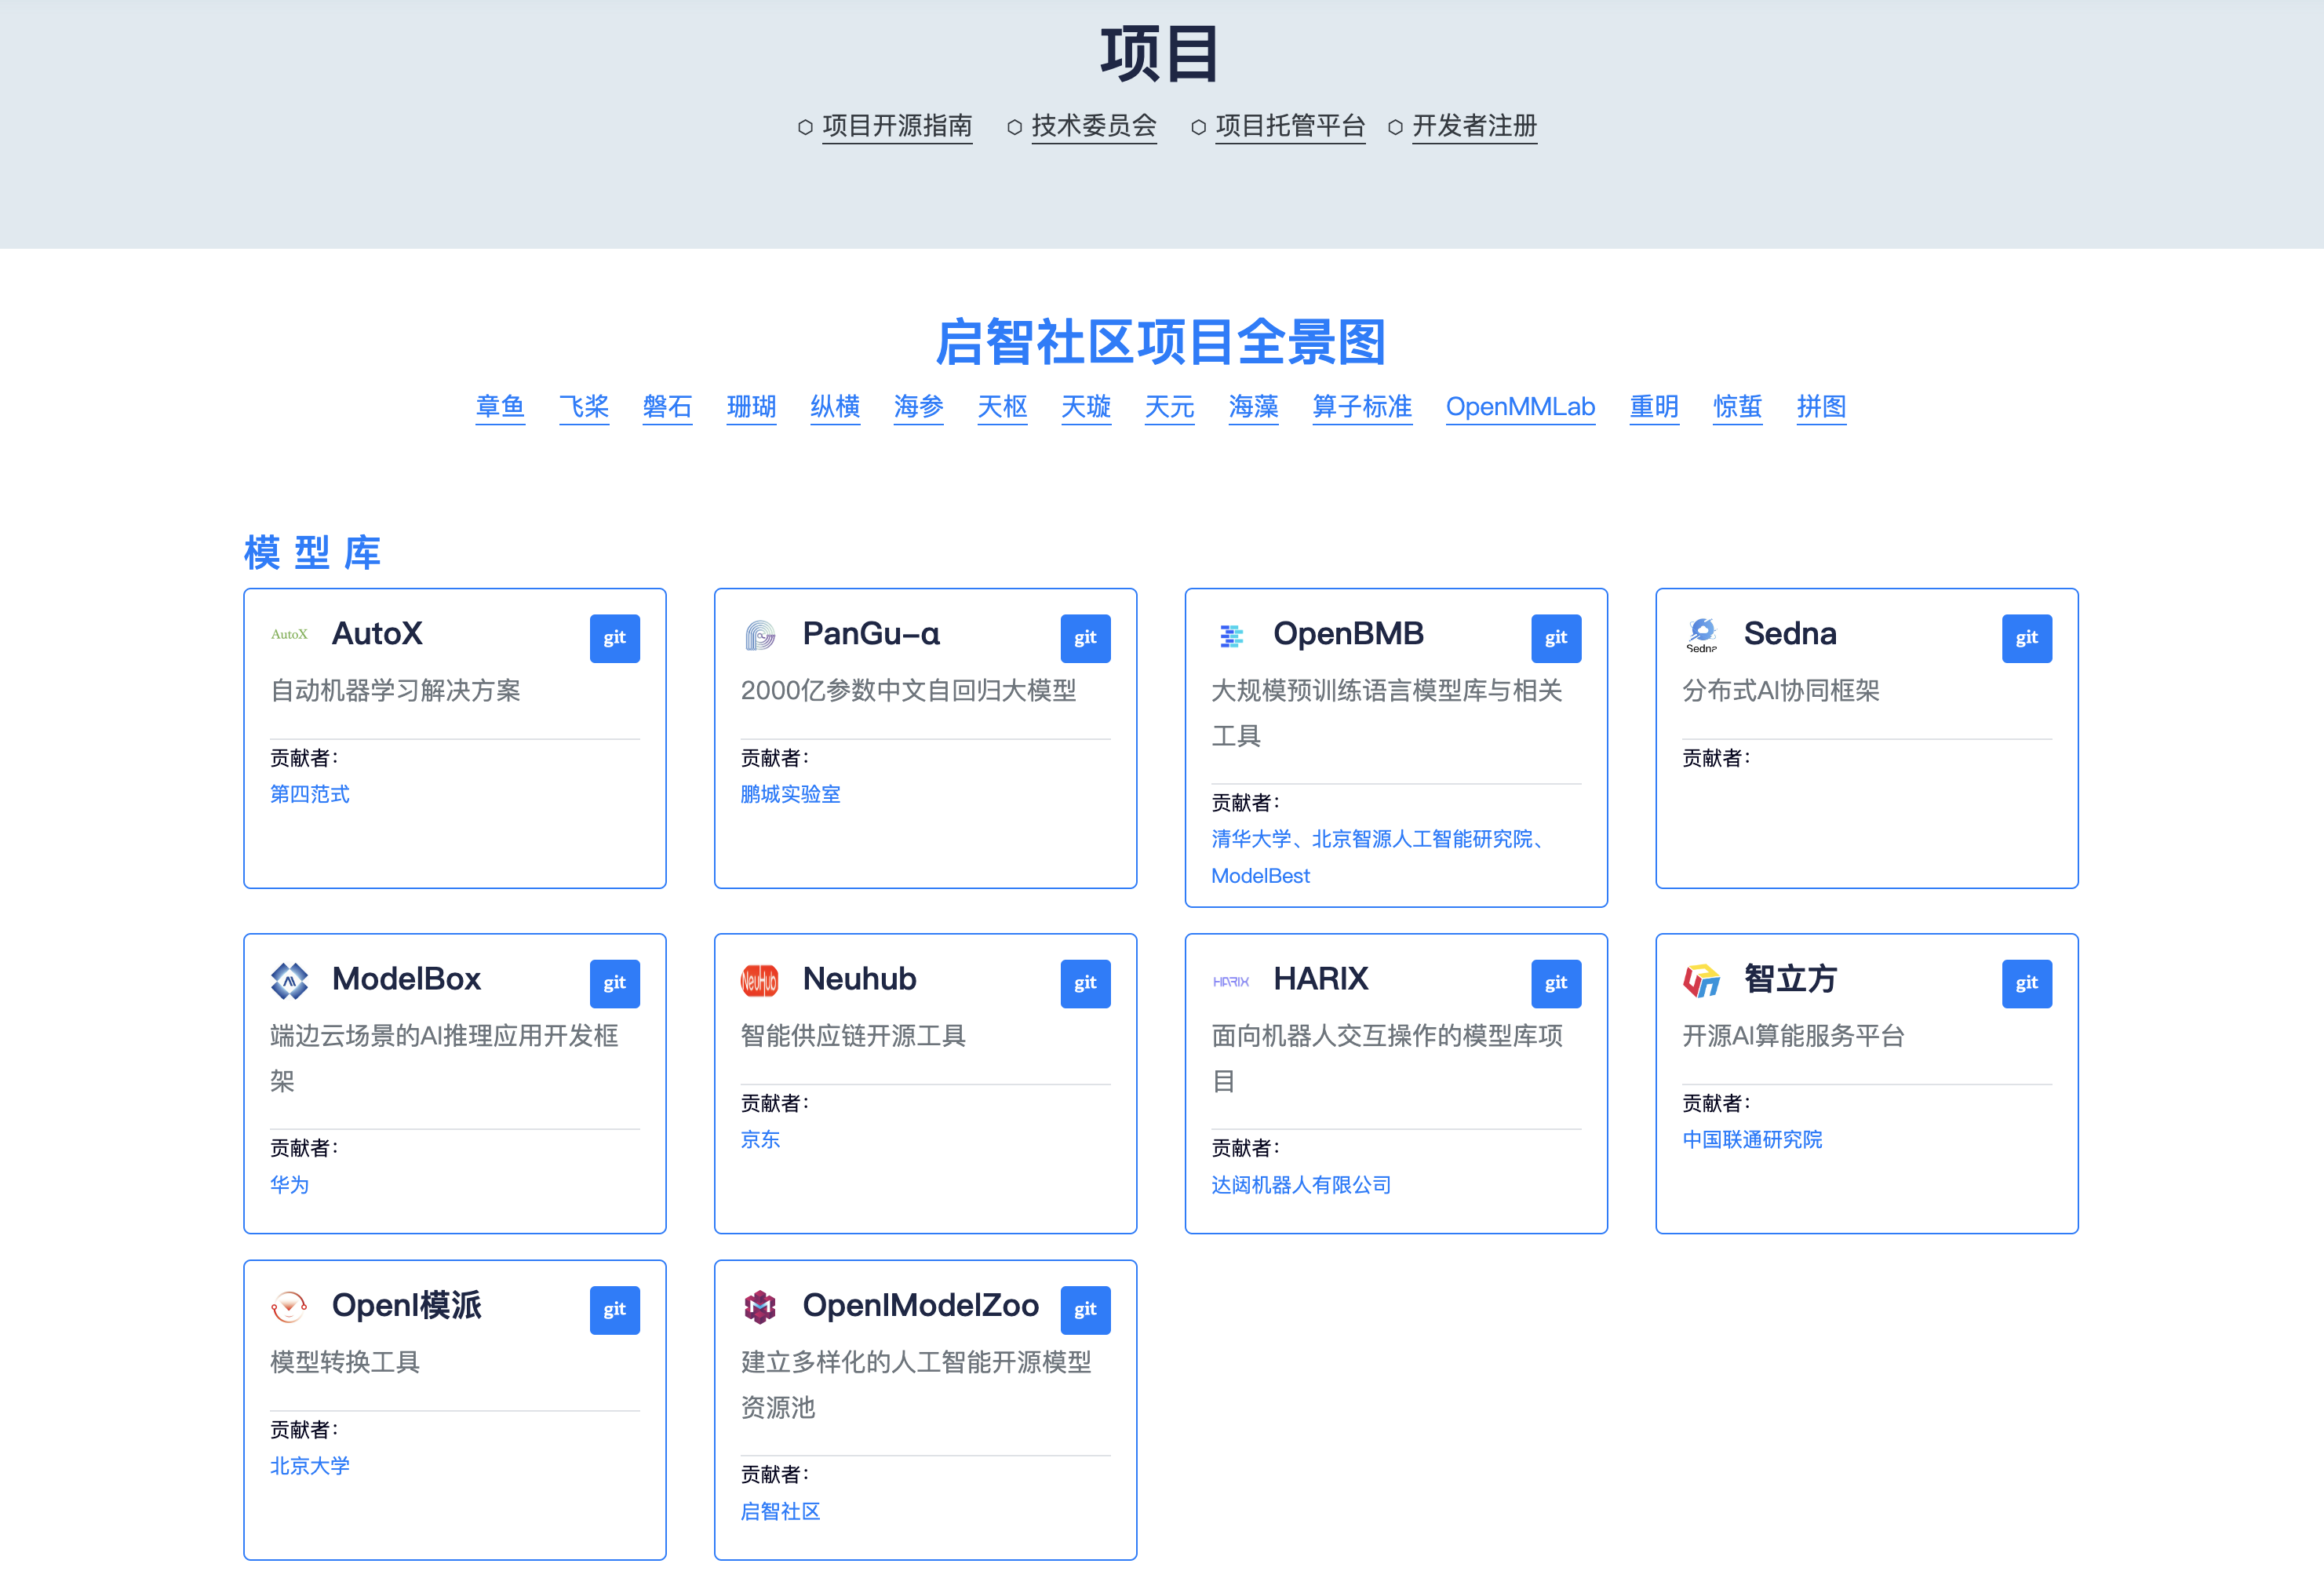 项目
项目开源指南 技术委员会 项目托管平台 开发者注册
启智社区项目全景图
章鱼 飞桨 磐石 珊瑚 纵横 海参 天枢 天璇 天元 海藻 算子标准 OpenMMLab 重明 惊蜇 拼图
模型库
AutoX AutoX git
自动机器学习解决方案
贡献者：
第四范式
PanGu-α git
2000亿参数中文自回归大模型
贡献者：
鹏城实验室
OpenBMB git
大规模预训练语言模型库与相关
工具
贡献者：
清华大学、北京智源人工智能研究院、
ModelBest
Sedna Sedna git
分布式AI协同框架
贡献者：
ModelBox git
端边云场景的AI推理应用开发框
架
贡献者：
华为
NeuHub Neuhub git
智能供应链开源工具
贡献者：
京东
HARIX HARIX git
面向机器人交互操作的模型库项
目
贡献者：
达闼机器人有限公司
智立方 git
开源AI算能服务平台
贡献者：
中国联通研究院
OpenI模派 git
模型转换工具
贡献者：
北京大学
OpenIModelZoo git
建立多样化的人工智能开源模型
资源池
贡献者：
启智社区